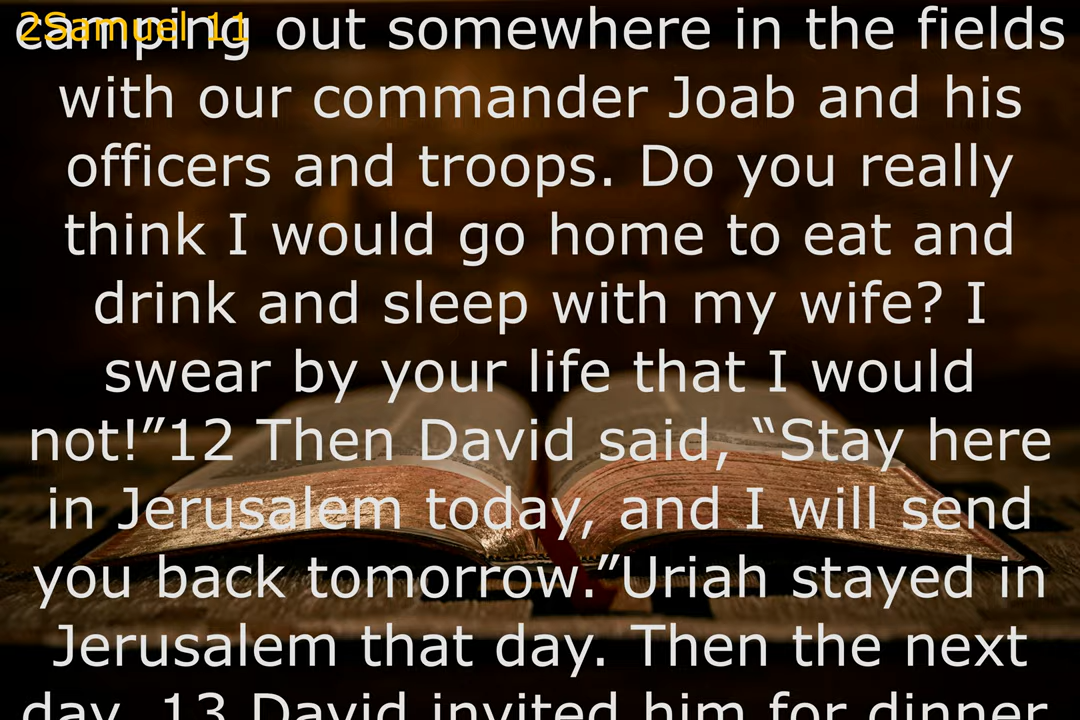 2Samuel 11
camping out somewhere in the fields
with our commander Joab and his
officers and troops. Do you really
think I would go home to eat and
drink and sleep with my wife? I
swear by your life that I would
not!”12 Then David said, “Stay here
in Jerusalem today, and I will send
you back tomorrow.”Uriah stayed in
Jerusalem that day. Then the next
day, 13 David invited him for dinner